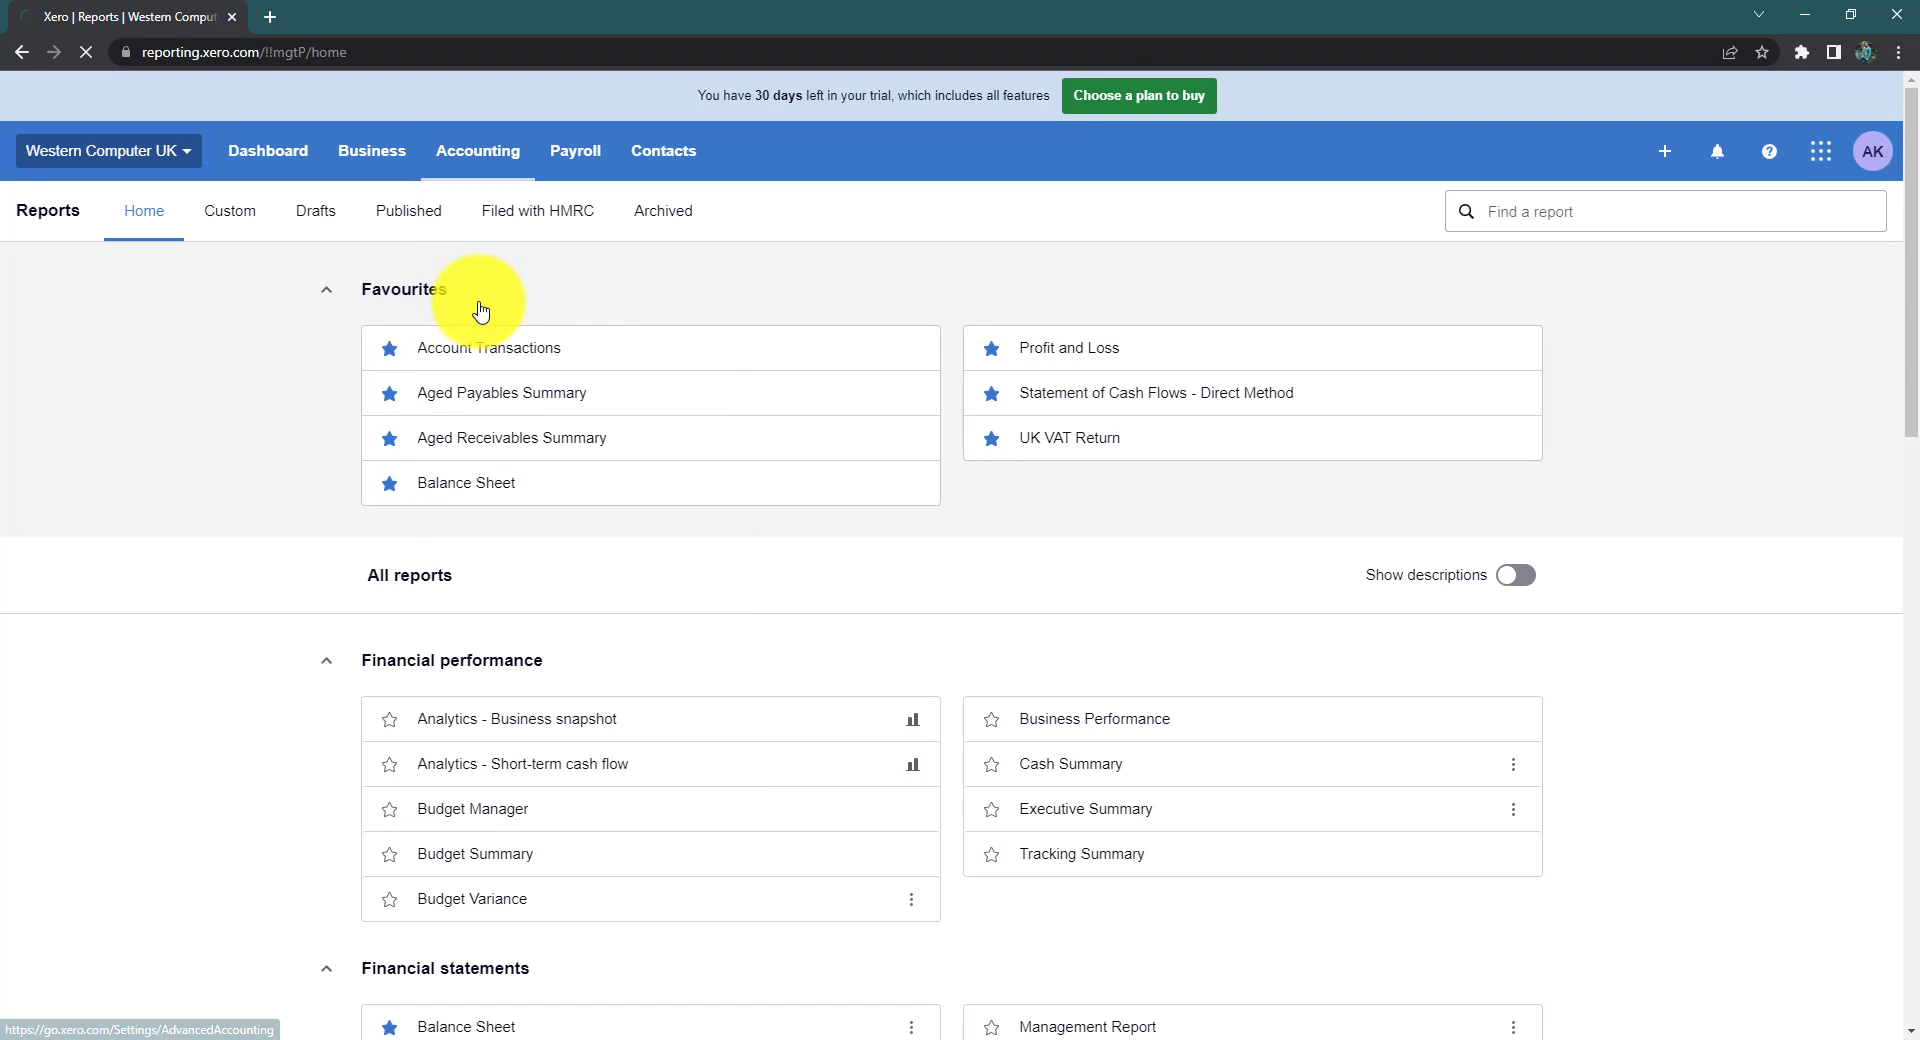 Xero | Reports | Western Comput
reporting.xero.com/!!mgtP/home
You have 30 days left in your trial, which includes all features
Choose a plan to buy
Western Computer UK
Dashboard
Business
Accounting
Payroll
Contacts
AK
Reports
Home
Custom
Drafts
Published
Filed with HMRC
Archived
Find a report
Favourites
Account Transactions
Aged Payables Summary
Aged Receivables Summary
Balance Sheet
Profit and Loss
Statement of Cash Flows - Direct Method
UK VAT Return
All reports
Show descriptions
Financial performance
Analytics - Business snapshot
Analytics - Short-term cash flow
Budget Manager
Budget Summary
Budget Variance
Business Performance
Cash Summary
Executive Summary
Tracking Summary
Financial statements
Balance Sheet
Management Report
https://go.xero.com/Settings/AdvancedAccounting